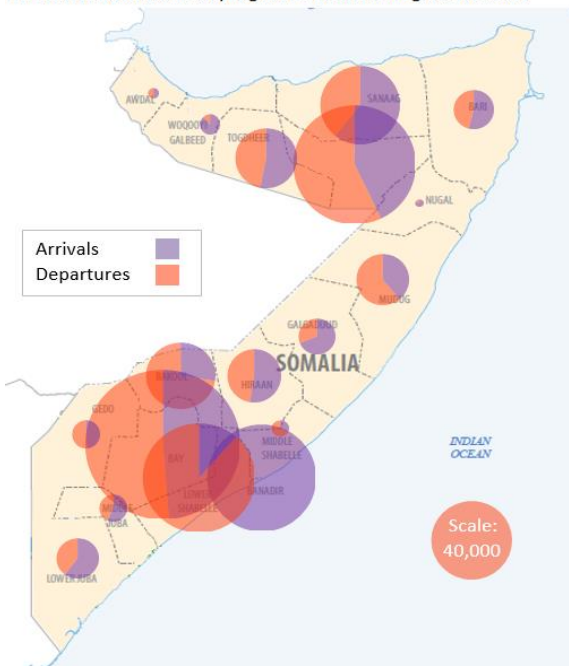 AWDAL
WOQOOYI
GALBEED
TOGDHEER
SANAAG
BARI
NUGAL
Arrivals
Departures
MUDUG
GALGADUUD
SOMALIA
HIRAAN
BAKOOL
GEDO
BAY
MIDDLE
SHABELLE
BANADIR
LOWER
SHABELLE
MIDDLE
JUBA
LOWER JUBA
INDIAN
OCEAN
Scale:
40,000